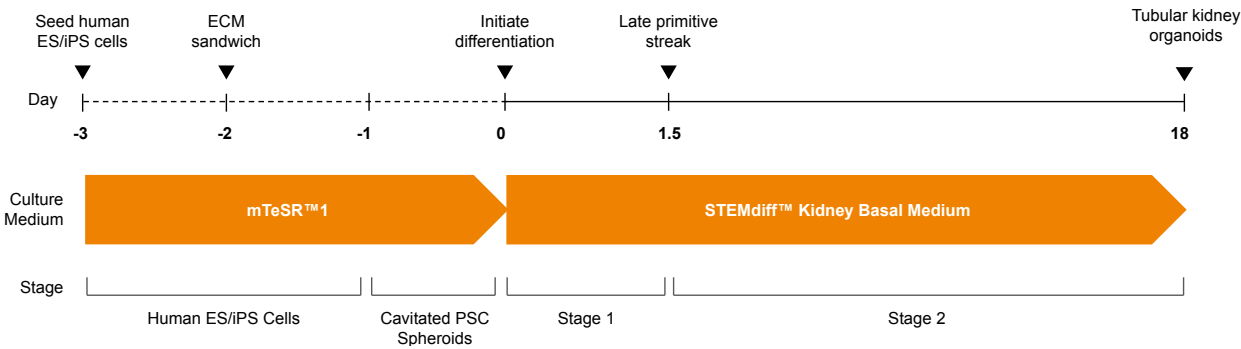 Seed human
ES/iPS cells
ECM
sandwich
Initiate
differentiation
Late primitive
streak
Tubular kidney
organoids
Day
-3
-2
-1
0
1.5
18
Culture
Medium
mTeSR™1
STEMdiff™ Kidney Basal Medium
Stage
Human ES/iPS Cells
Cavitated PSC
Spheroids
Stage 1
Stage 2